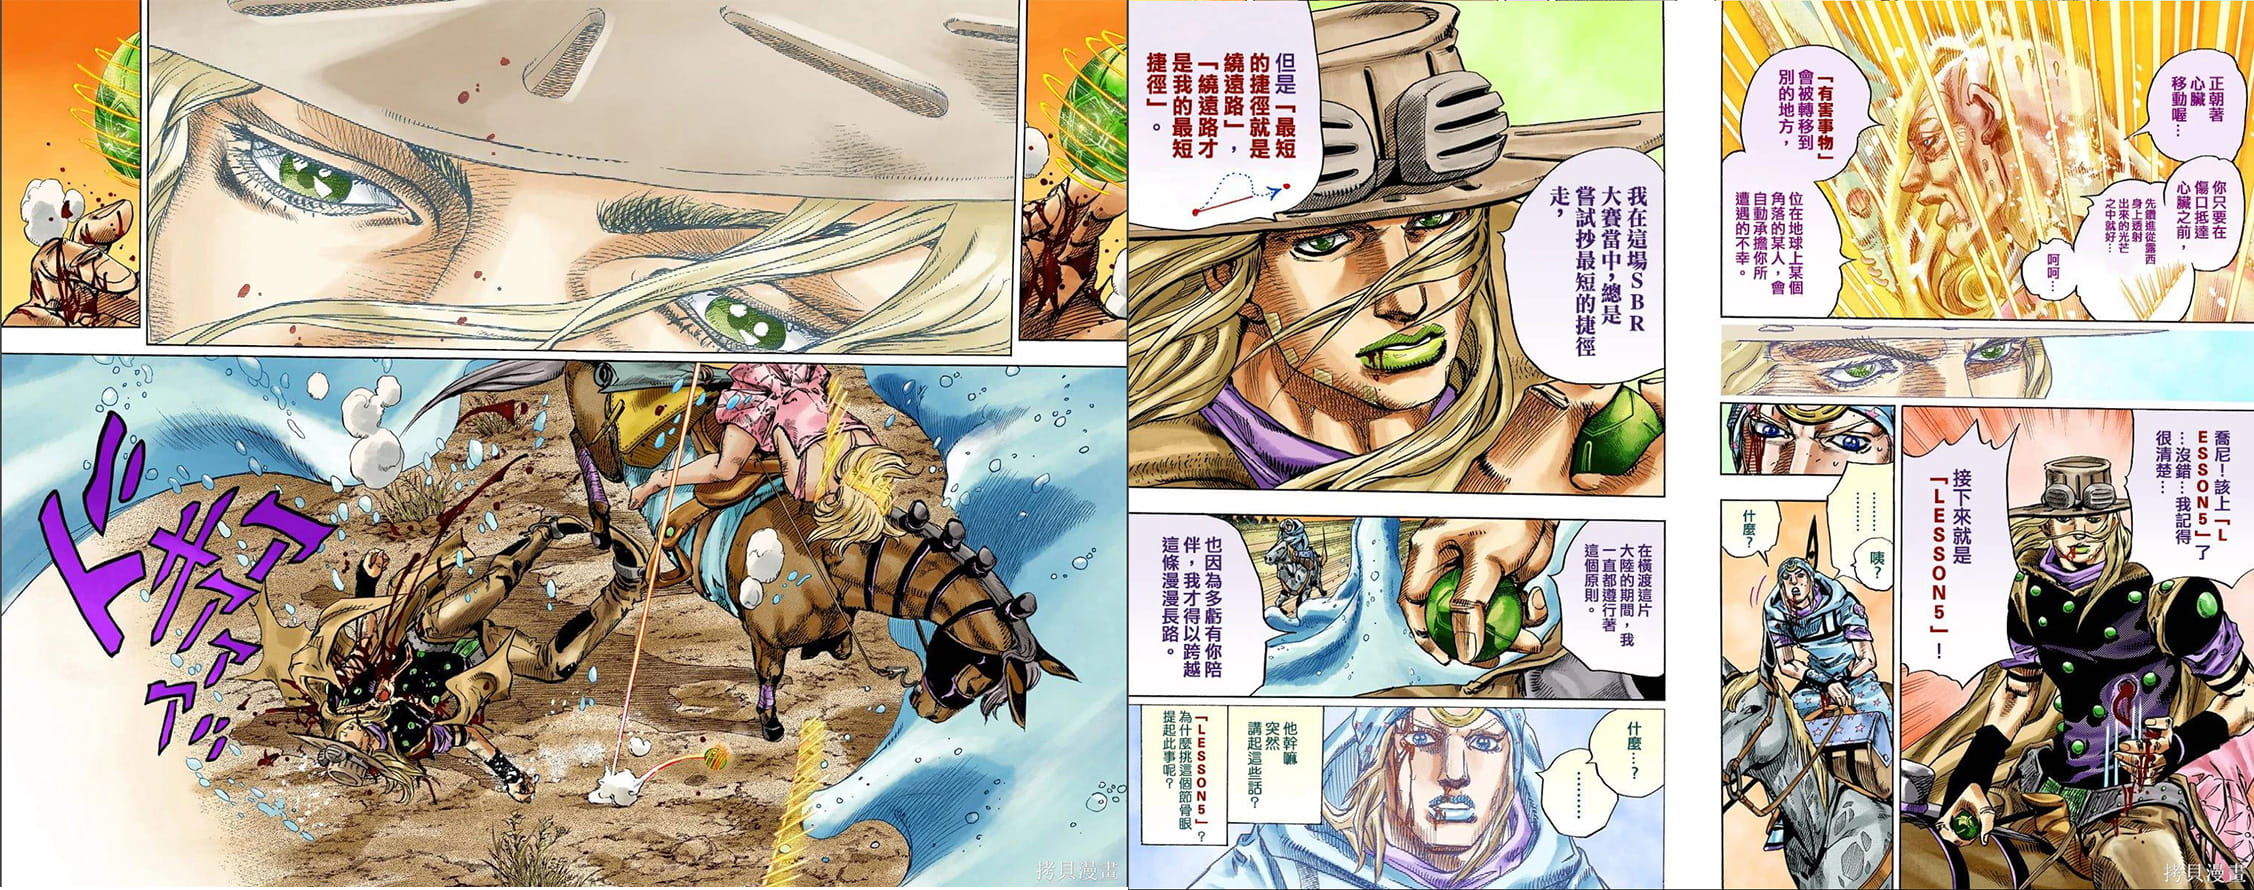 正朝著
心臟
移動喔…
你只要在
傷口抵達
心臟之前，
先鑽進從露西
身上透射
出來的光芒
之中就好…
呵呵…
「有害事物」
會被轉移到
別的地方，
位在地球上某個
角落的某人，會
自動承擔你所
遭遇的不幸。
喬尼！該上「L
ESSON5」了
…沒錯…我記得
很清楚…
接下來就是
「LESSON5」！
………
咦？
什麼？
我在這場SBR
大賽當中，總是
嘗試抄最短的捷徑
走，
但是「最短
的捷徑就是
繞遠路」，
「繞遠路才
是我的最短
捷徑」。
在橫渡這片
大陸的期間，我
一直都遵行著
這個原則。
也因為多虧有你陪
伴，我才得以跨越
這條漫漫長路。
什麼…？
………
他幹嘛
突然
講起這些話？
「LESSON5」？
為什麼挑這個節骨眼
提起此事呢？
ドザアアアアッ
拷貝漫畫
拷貝漫畫